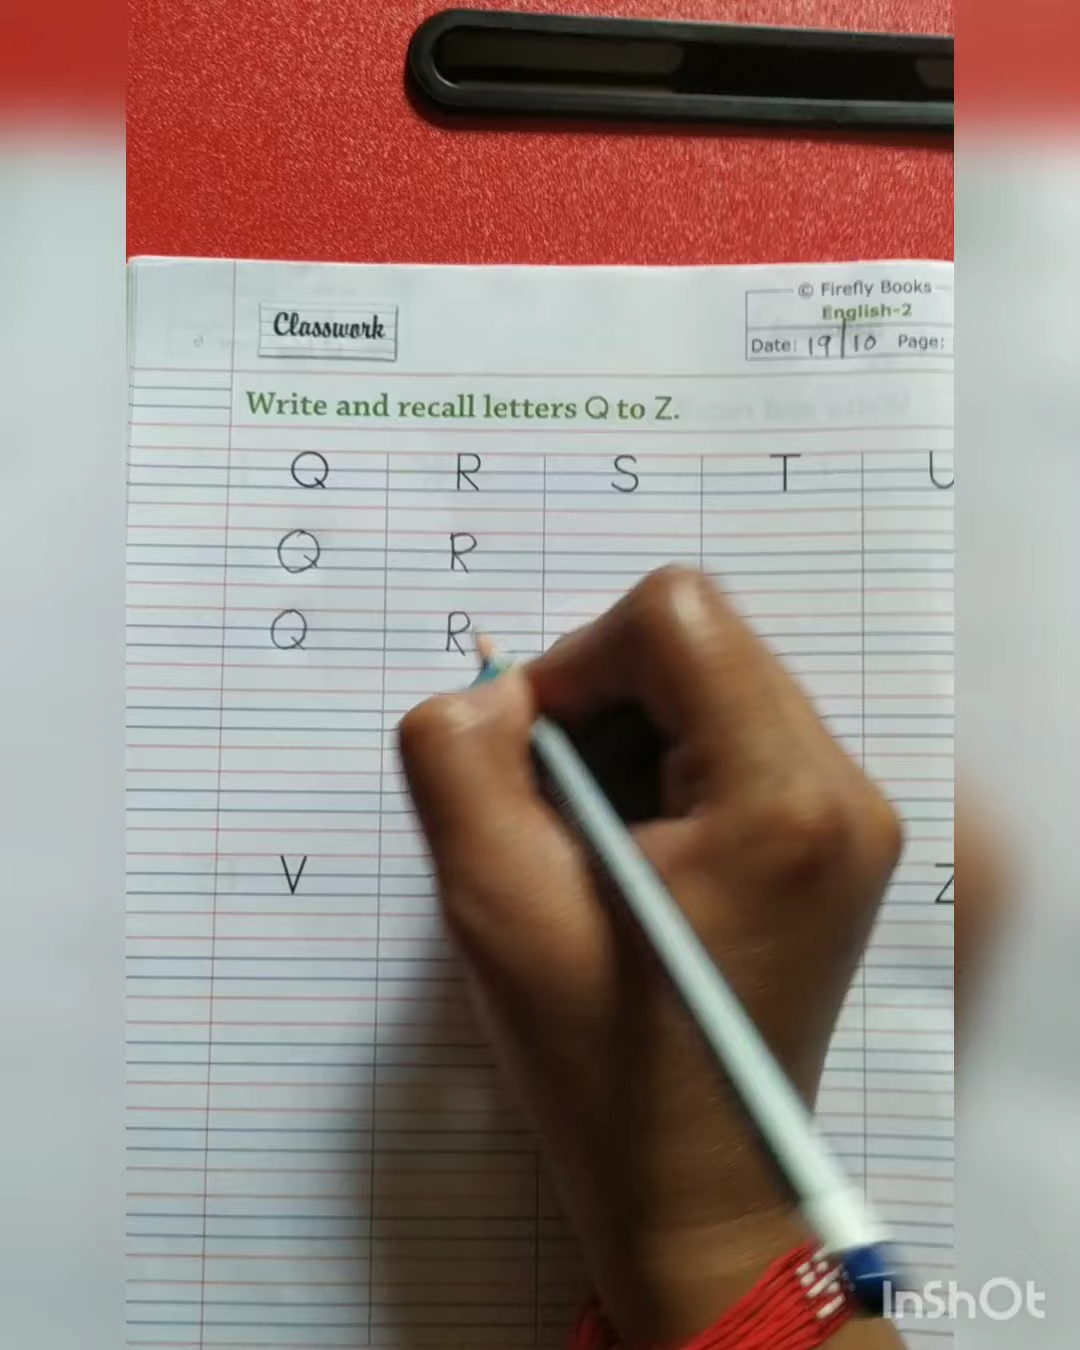 © Firefly Books
English-2
Classwork
Date: 19/10 Page:
Write and recall letters Q to Z.
Q R S T U
Q R
Q R
V Z
InShOt